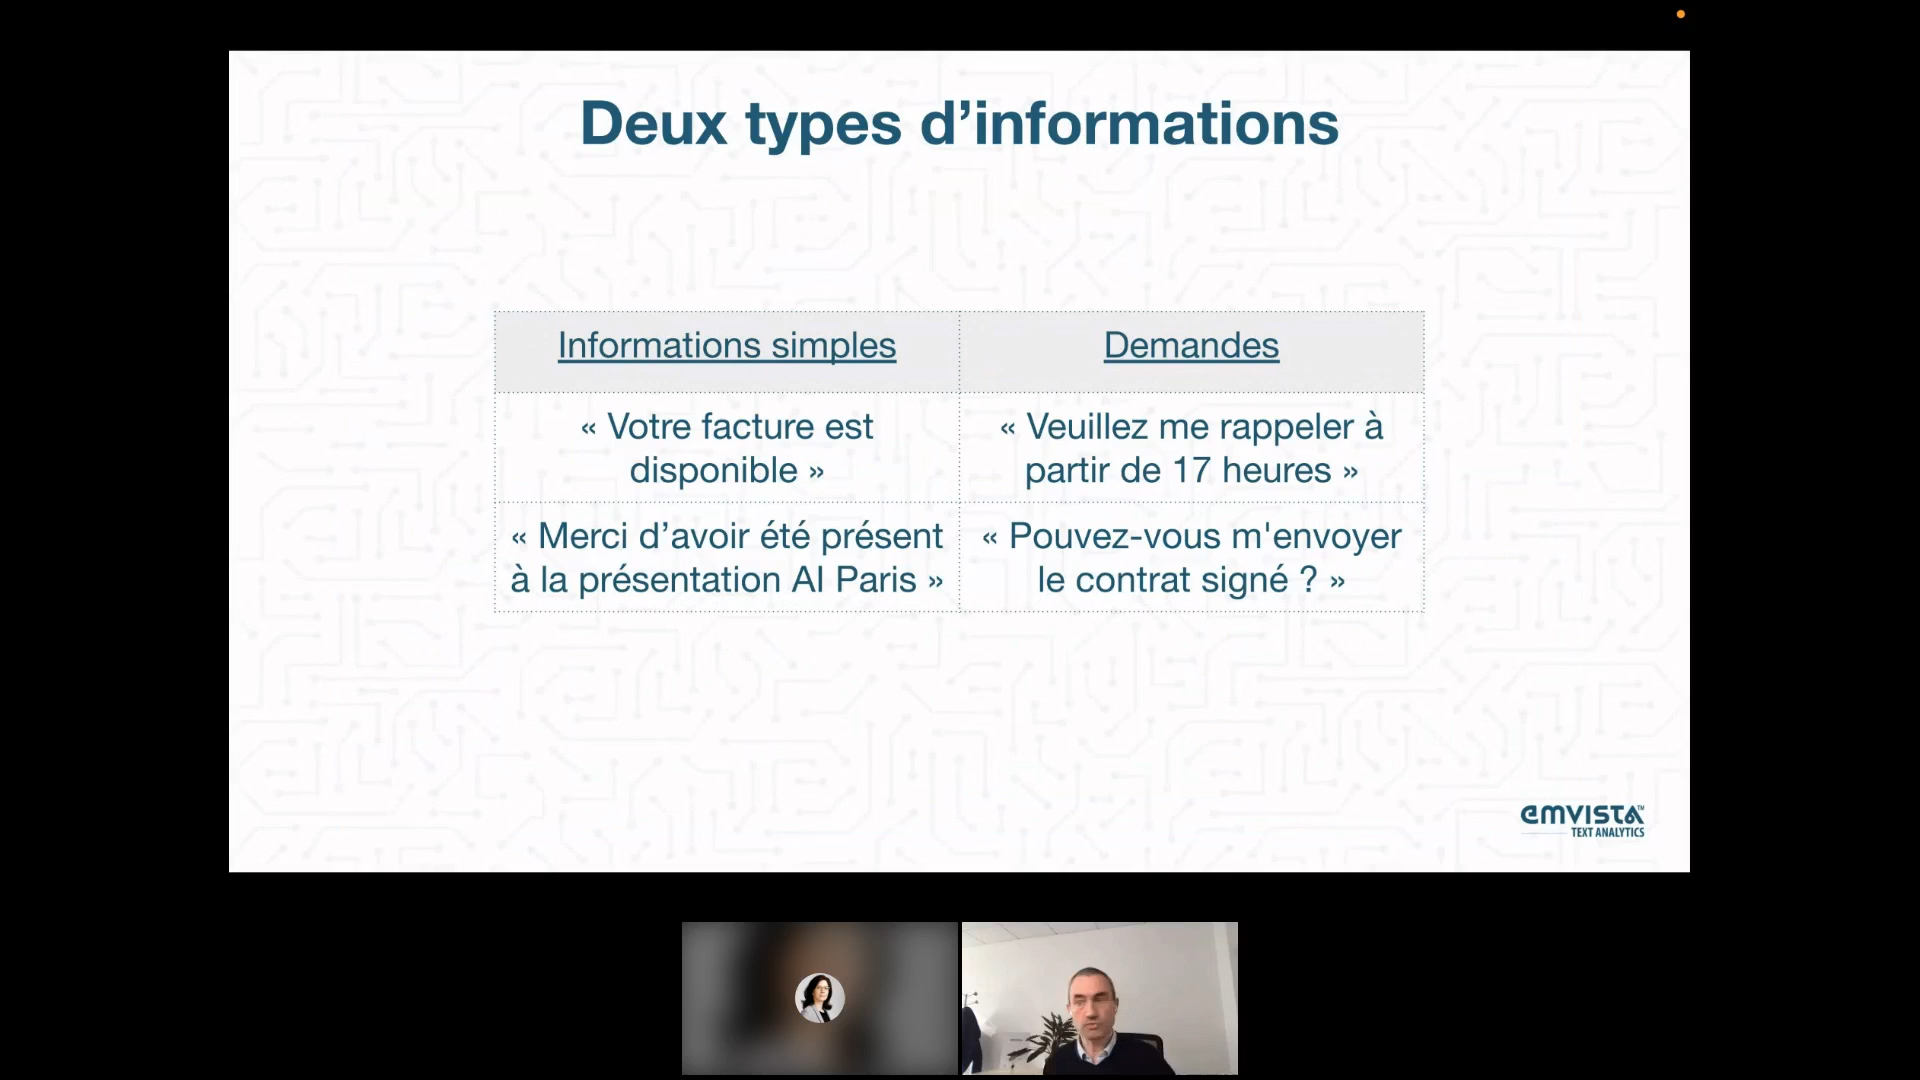 Deux types d’informations
Informations simples
Demandes
« Votre facture est
disponible »
« Veuillez me rappeler à
partir de 17 heures »
« Merci d’avoir été présent
à la présentation AI Paris »
« Pouvez-vous m'envoyer
le contrat signé ? »
emvista™
TEXT ANALYTICS